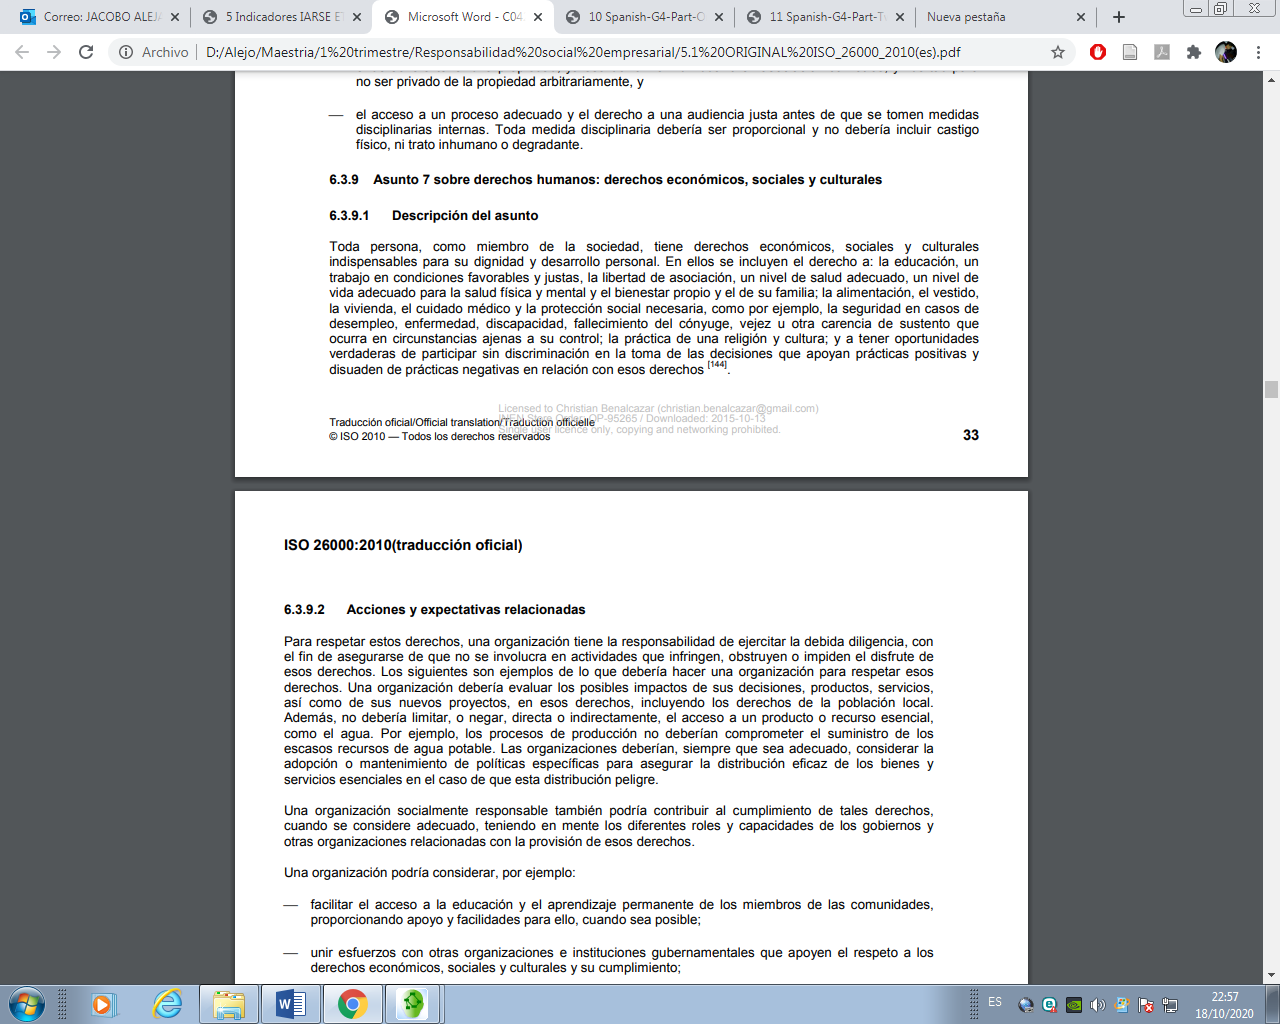 Correo: JACOBO ALEJA
5 Indicadores IARSE ET
Microsoft Word - C04
10 Spanish-G4-Part-O
11 Spanish-G4-Part-Tw
Nueva pestaña
Archivo
D:/Alejo/Maestria/1%20trimestre/Responsabilidad%20social%20empresarial/5.1%20ORIGINAL%20ISO_26000_2010(es).pdf
no ser privado de la propiedad arbitrariamente, y
— el acceso a un proceso adecuado y el derecho a una audiencia justa antes de que se tomen medidas
disciplinarias internas. Toda medida disciplinaria debería ser proporcional y no debería incluir castigo
físico, ni trato inhumano o degradante.
6.3.9 Asunto 7 sobre derechos humanos: derechos económicos, sociales y culturales
6.3.9.1 Descripción del asunto
Toda persona, como miembro de la sociedad, tiene derechos económicos, sociales y culturales
indispensables para su dignidad y desarrollo personal. En ellos se incluyen el derecho a: la educación, un
trabajo en condiciones favorables y justas, la libertad de asociación, un nivel de salud adecuado, un nivel de
vida adecuado para la salud física y mental y el bienestar propio y el de su familia; la alimentación, el vestido,
la vivienda, el cuidado médico y la protección social necesaria, como por ejemplo, la seguridad en casos de
desempleo, enfermedad, discapacidad, fallecimiento del cónyuge, vejez u otra carencia de sustento que
ocurra en circunstancias ajenas a su control; la práctica de una religión y cultura; y a tener oportunidades
verdaderas de participar sin discriminación en la toma de las decisiones que apoyan prácticas positivas y
disuaden de prácticas negativas en relación con esos derechos [144].
Licensed to Christian Benalcazar (christian.benalcazar@gmail.com)
INEN Store Order: OP-95265 / Downloaded: 2015-10-13
Single user licence only, copying and networking prohibited.
Traducción oficial/Official translation/Traduction officielle
© ISO 2010 — Todos los derechos reservados
33
ISO 26000:2010(traducción oficial)
6.3.9.2 Acciones y expectativas relacionadas
Para respetar estos derechos, una organización tiene la responsabilidad de ejercitar la debida diligencia, con
el fin de asegurarse de que no se involucra en actividades que infringen, obstruyen o impiden el disfrute de
esos derechos. Los siguientes son ejemplos de lo que debería hacer una organización para respetar esos
derechos. Una organización debería evaluar los posibles impactos de sus decisiones, productos, servicios,
así como de sus nuevos proyectos, en esos derechos, incluyendo los derechos de la población local.
Además, no debería limitar, o negar, directa o indirectamente, el acceso a un producto o recurso esencial,
como el agua. Por ejemplo, los procesos de producción no deberían comprometer el suministro de los
escasos recursos de agua potable. Las organizaciones deberían, siempre que sea adecuado, considerar la
adopción o mantenimiento de políticas específicas para asegurar la distribución eficaz de los bienes y
servicios esenciales en el caso de que esta distribución peligre.
Una organización socialmente responsable también podría contribuir al cumplimiento de tales derechos,
cuando se considere adecuado, teniendo en mente los diferentes roles y capacidades de los gobiernos y
otras organizaciones relacionadas con la provisión de esos derechos.
Una organización podría considerar, por ejemplo:
— facilitar el acceso a la educación y el aprendizaje permanente de los miembros de las comunidades,
proporcionando apoyo y facilidades para ello, cuando sea posible;
— unir esfuerzos con otras organizaciones e instituciones gubernamentales que apoyen el respeto a los
derechos económicos, sociales y culturales y su cumplimiento;
ES
22:57
18/10/2020